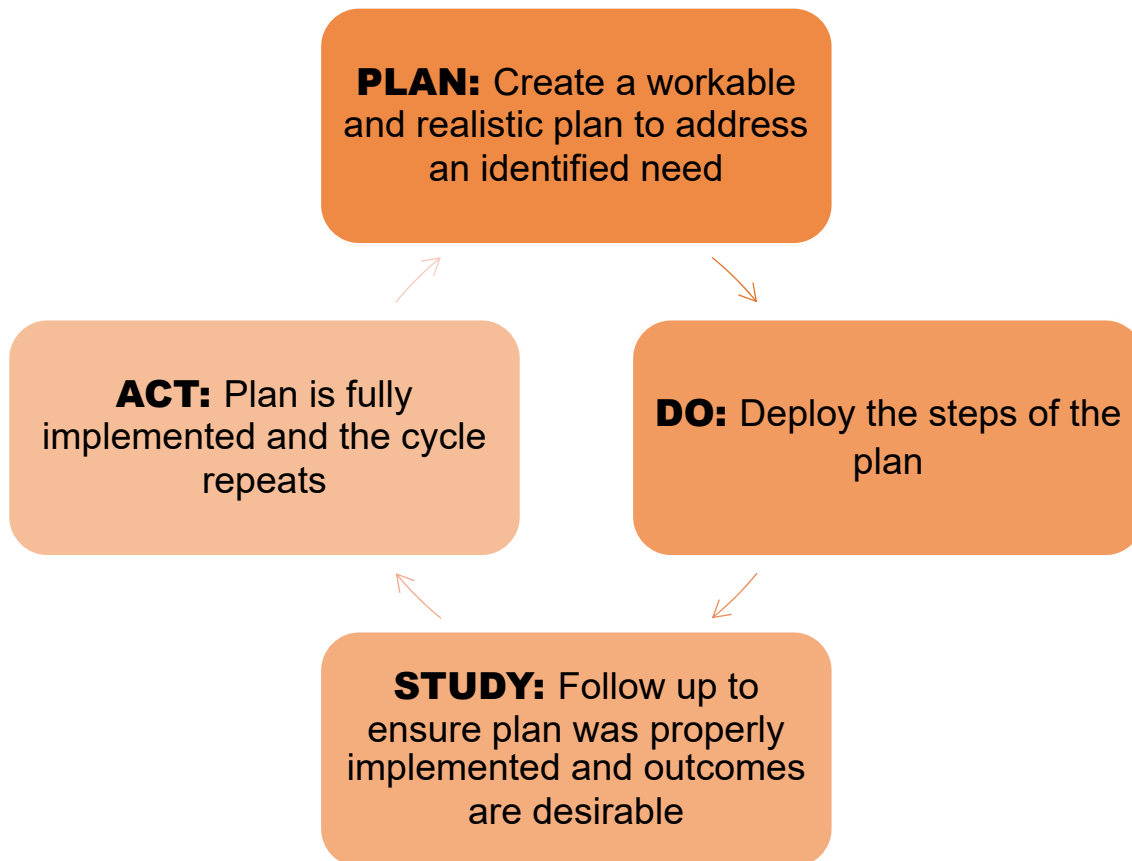 PLAN: Create a workable
and realistic plan to address
an identified need
ACT: Plan is fully
implemented and the cycle
repeats
DO: Deploy the steps of the
plan
STUDY: Follow up to
ensure plan was properly
implemented and outcomes
are desirable